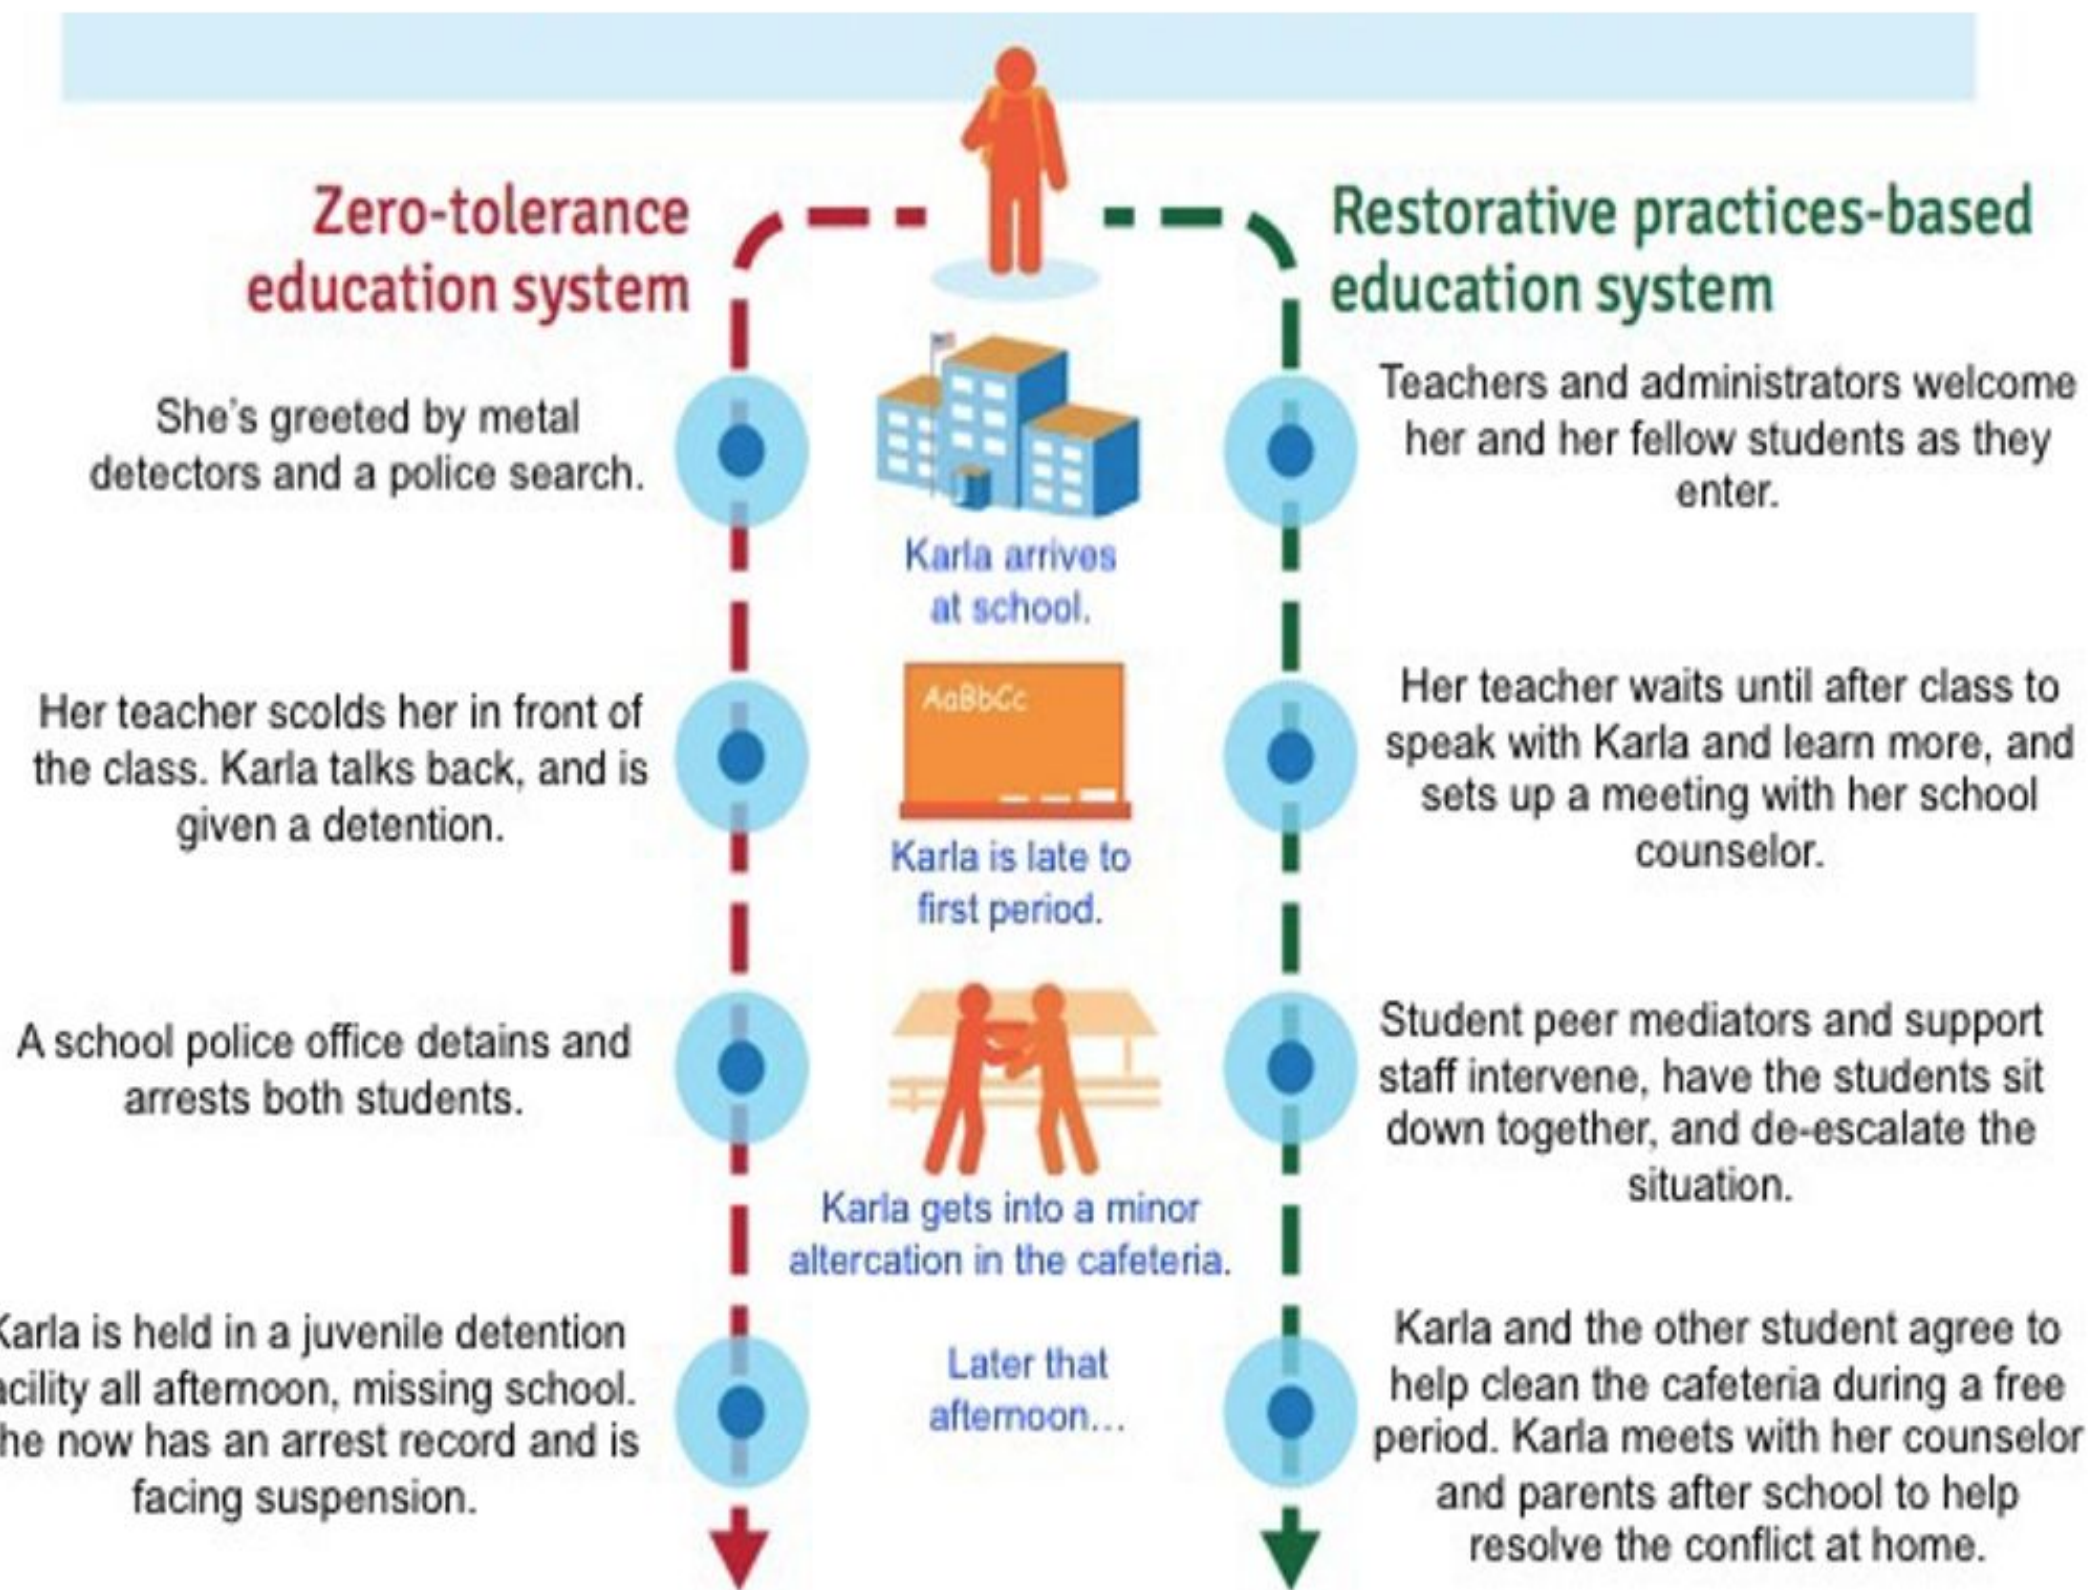 Zero-tolerance
education system
Restorative practices-based
education system
She's greeted by metal
detectors and a police search.
Karla arrives
at school.
Teachers and administrators welcome
her and her fellow students as they
enter.
Her teacher scolds her in front of
the class. Karla talks back, and is
given a detention.
AaBbCc
Karla is late to
first period.
Her teacher waits until after class to
speak with Karla and learn more, and
sets up a meeting with her school
counselor.
A school police office detains and
arrests both students.
Karla gets into a minor
altercation in the cafeteria.
Student peer mediators and support
staff intervene, have the students sit
down together, and de-escalate the
situation.
Karla is held in a juvenile detention
acility all afternoon, missing school.
he now has an arrest record and is
facing suspension.
Later that
afternoon...
Karla and the other student agree to
help clean the cafeteria during a free
period. Karla meets with her counselor
and parents after school to help
resolve the conflict at home.